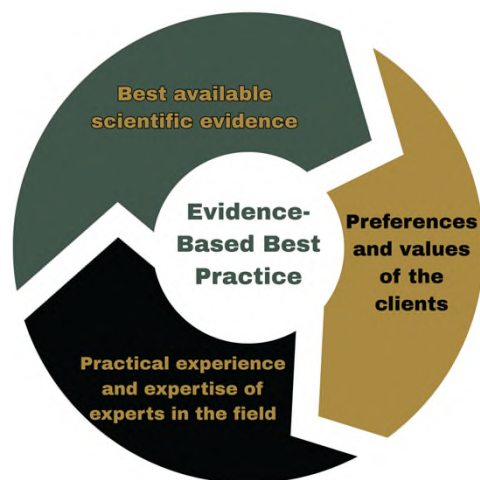 Best available
scientific evidence
Evidence-
Based Best
Practice
Preferences
and values
of the
clients
Practical experience
and expertise of
experts in the field